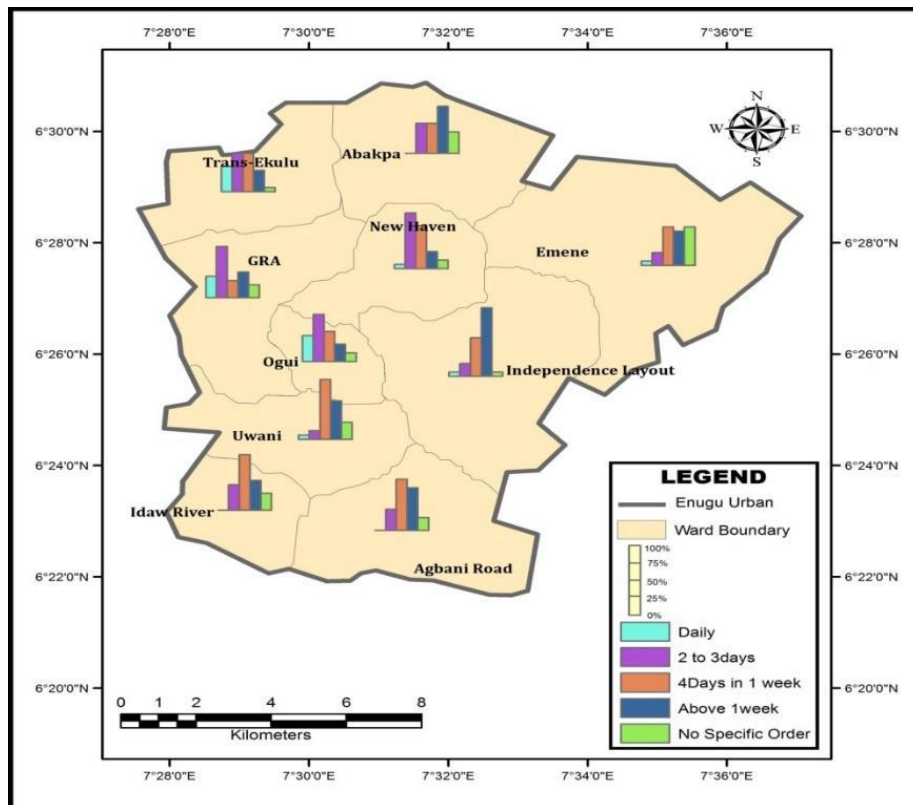 7°28'0"E 7°30'0"E 7°32'0"E 7°34'0"E 7°36'0"E
N
W E
S
6°30'0"N 6°30'0"N
Abakpa
Trans-Ekulu
6°28'0"N 6°28'0"N
New Haven
Emene
GRA
6°26'0"N 6°26'0"N
Ogui
Independence Layout
Uwani
6°24'0"N 6°24'0"N
Idaw River
Agbani Road
6°22'0"N 6°22'0"N
6°20'0"N 6°20'0"N
LEGEND
Enugu Urban
Ward Boundary
100%
75%
50%
25%
0%
Daily
2 to 3days
4Days in 1 week
Above 1week
No Specific Order
0 1 2 4 6 8
Kilometers
7°28'0"E 7°30'0"E 7°32'0"E 7°34'0"E 7°36'0"E